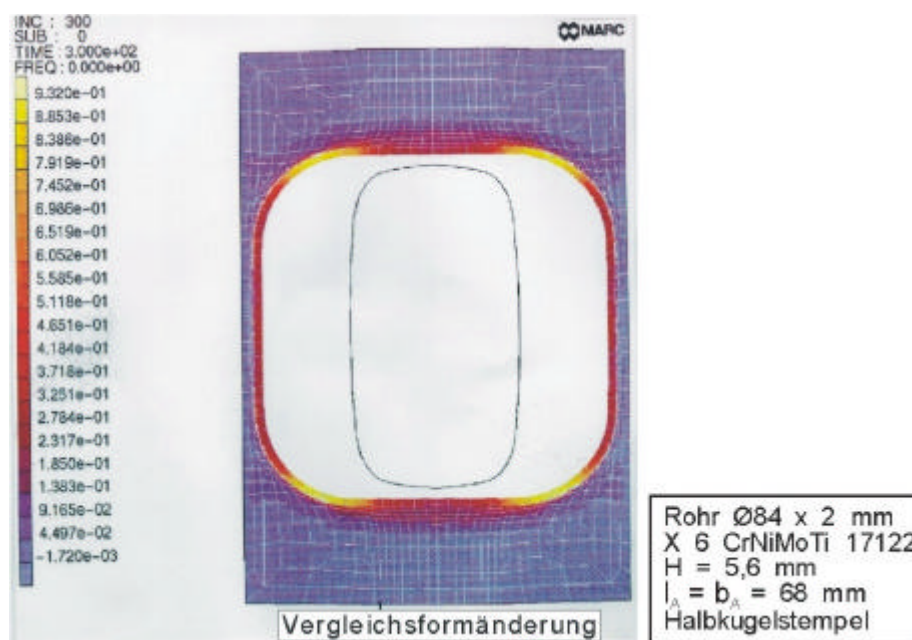 INC : 300
SUB : 0
TIME : 3.000e+02
FREQ : 0.000e+00
MARC
9.320e-01
8.853e-01
8.386e-01
7.919e-01
7.452e-01
6.986e-01
6.519e-01
6.052e-01
5.585e-01
5.118e-01
4.651e-01
4.184e-01
3.718e-01
3.251e-01
2.784e-01
2.317e-01
1.850e-01
1.383e-01
9.165e-02
4.497e-02
-1.720e-03
Vergleichsformänderung
Rohr Ø84 x 2 mm
X 6 CrNiMoTi 17122
H = 5,6 mm
l_A = b_A = 68 mm
Halbkugelstempel